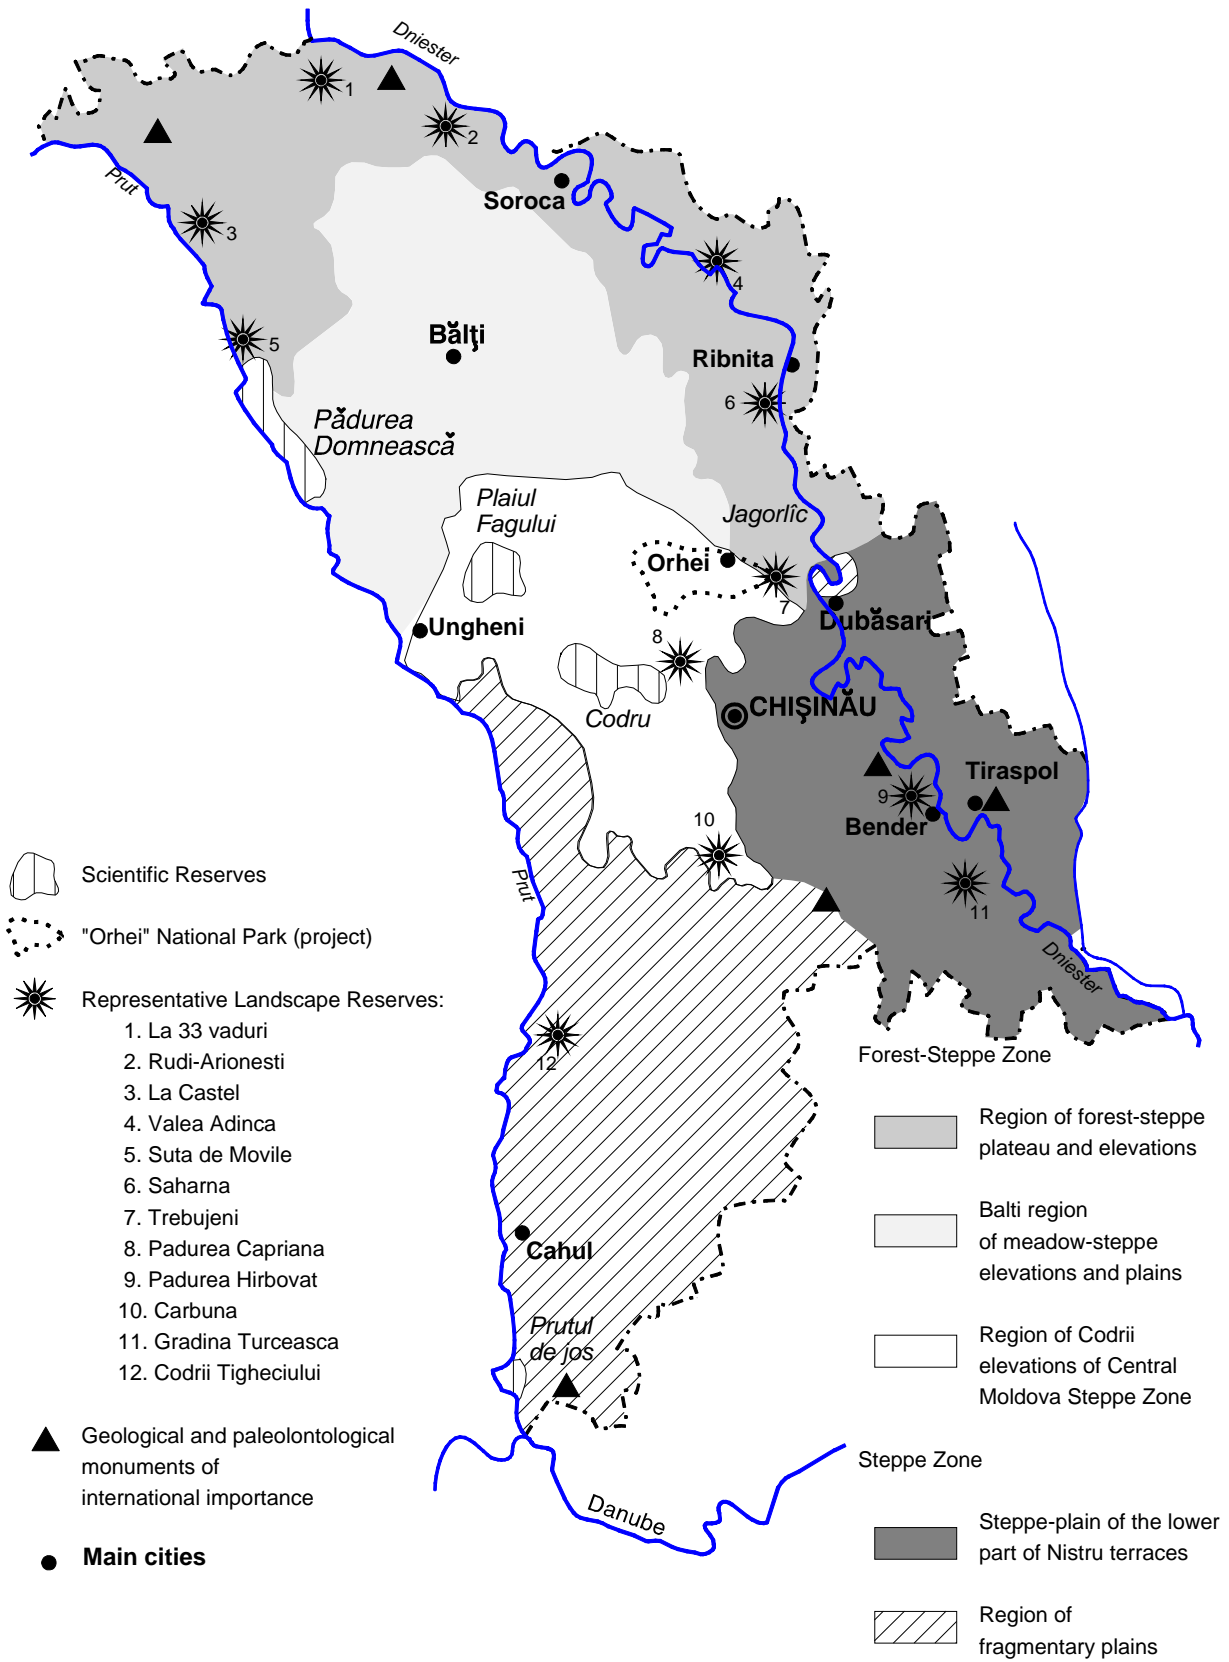 Dniester
1
2
Prut
Soroca
3
4
5
Bălţi
Ribnita
6
Pădurea
Domnească
Plaiul
Fagului
Jagorlîc
Orhei
7
Dubăsari
Ungheni
8
Codru
CHIŞINĂU
Tiraspol
9
Bender
10
Prut
11
Dniester
12
Cahul
Prutul
de jos
Danube
Scientific Reserves
"Orhei" National Park (project)
Representative Landscape Reserves:
1. La 33 vaduri
2. Rudi-Arionesti
3. La Castel
4. Valea Adinca
5. Suta de Movile
6. Saharna
7. Trebujeni
8. Padurea Capriana
9. Padurea Hirbovat
10. Carbuna
11. Gradina Turceasca
12. Codrii Tigheciului
Geological and paleolontological
monuments of
international importance
Main cities
Forest-Steppe Zone
Region of forest-steppe
plateau and elevations
Balti region
of meadow-steppe
elevations and plains
Region of Codrii
elevations of Central
Moldova Steppe Zone
Steppe Zone
Steppe-plain of the lower
part of Nistru terraces
Region of
fragmentary plains